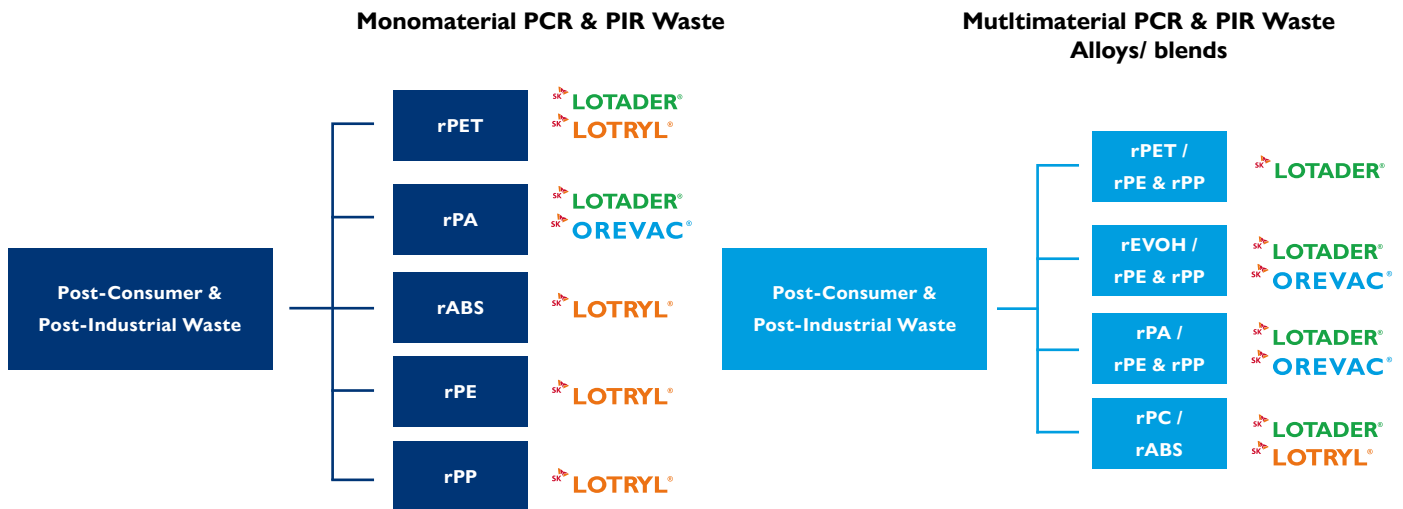 Monomaterial PCR & PIR Waste
Post-Consumer &
Post-Industrial Waste
rPET
SK LOTADER®
SK LOTRYL®
rPA
SK LOTADER®
SK OREVAC®
rABS
SK LOTRYL®
rPE
SK LOTRYL®
rPP
SK LOTRYL®
Mutltimaterial PCR & PIR Waste
Alloys/ blends
Post-Consumer &
Post-Industrial Waste
rPET /
rPE & rPP
SK LOTADER®
rEVOH /
rPE & rPP
SK LOTADER®
SK OREVAC®
rPA /
rPE & rPP
SK LOTADER®
SK OREVAC®
rPC /
rABS
SK LOTADER®
SK LOTRYL®